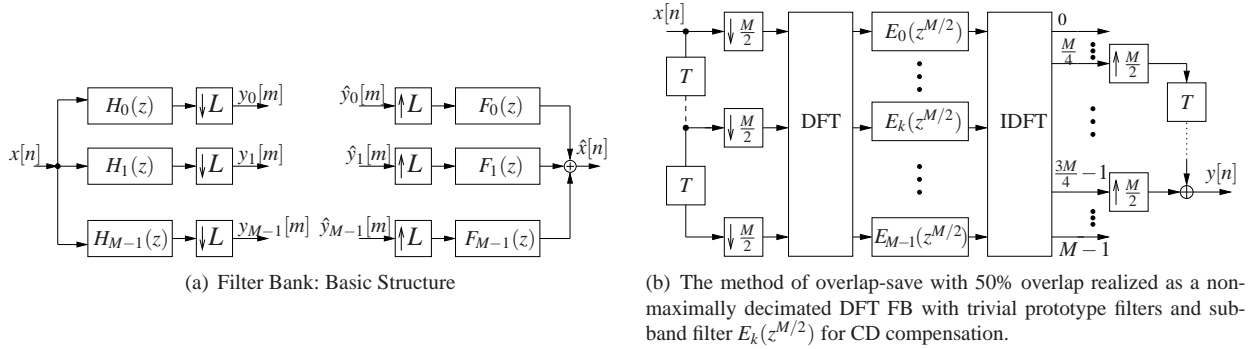 x[n]
H_0(z)
↓L
y_0[m]
H_1(z)
↓L
y_1[m]
H_{M−1}(z)
↓L
y_{M−1}[m]
ŷ_0[m]
↑L
F_0(z)
ŷ_1[m]
↑L
F_1(z)
x̂[n]
ŷ_{M−1}[m]
↑L
F_{M−1}(z)
(a) Filter Bank: Basic Structure
x[n]
↓ M/2
T
↓ M/2
T
↓ M/2
DFT
E_0(z^{M/2})
E_k(z^{M/2})
E_{M−1}(z^{M/2})
IDFT
0
M/4
3M/4 −1
M−1
↑ M/2
T
↑ M/2
y[n]
(b) The method of overlap-save with 50% overlap realized as a non-
maximally decimated DFT FB with trivial prototype filters and sub-
band filter E_k(z^{M/2}) for CD compensation.